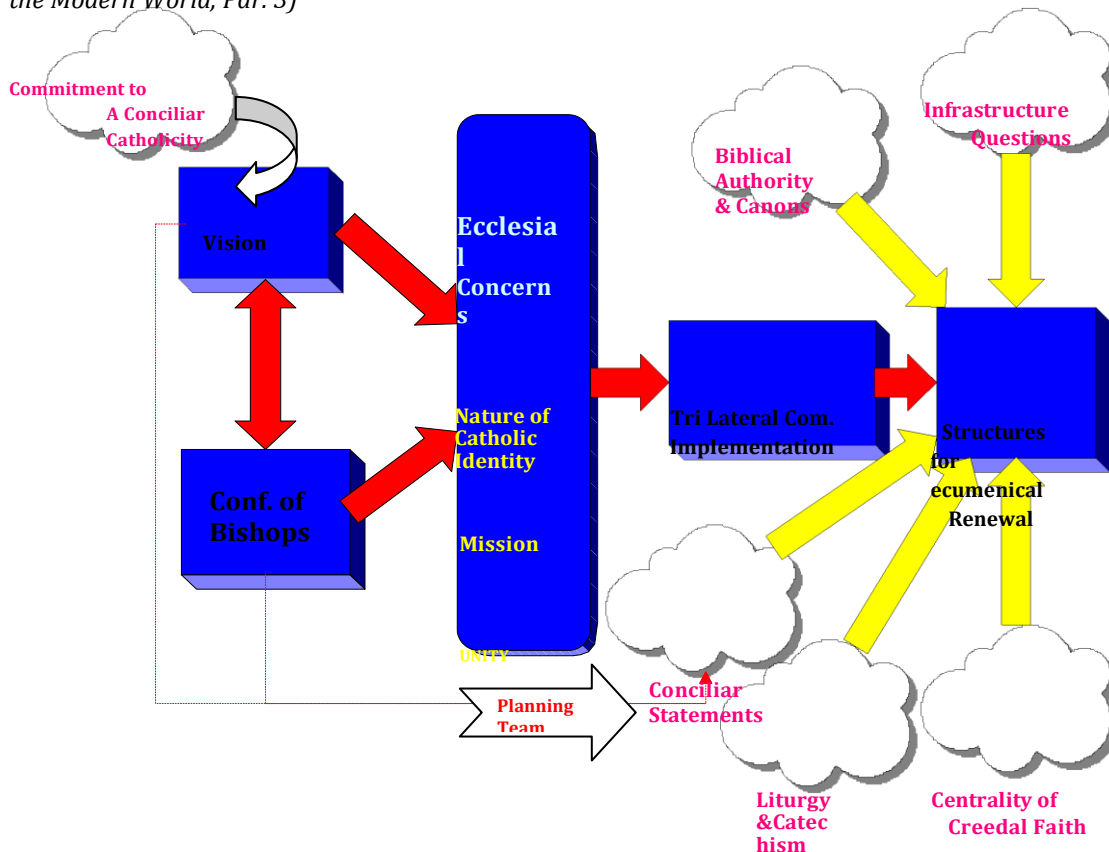 the Modern World, Par. 3)
Commitment to
A Conciliar
Catholicity
Vision
Conf. of
Bishops
Ecclesia
l
Concern
s
Nature of
Catholic
Identity
Mission
UNITY
Planning
Team
Tri Lateral Com.
Implementation
Biblical
Authority
& Canons
Infrastructure
Questions
Structures
for
ecumenical
Renewal
Conciliar
Statements
Liturgy
&Catec
hism
Centrality of
Creedal Faith